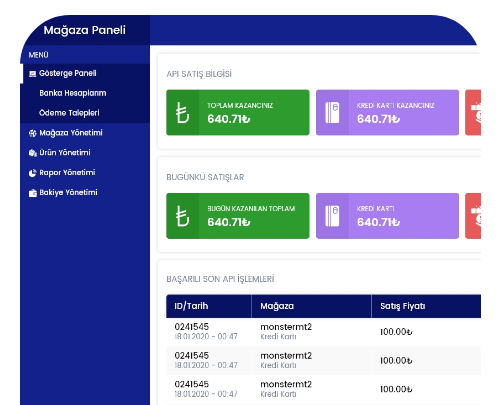 Mağaza Paneli
MENÜ
Gösterge Paneli
Banka Hesaplarım
Ödeme Talepleri
Mağaza Yönetimi
Ürün Yönetimi
Rapor Yönetimi
Bakiye Yönetimi
API SATIŞ BİLGİSİ
TOPLAM KAZANCINIZ
640.71₺
KREDİ KARTI KAZANCINIZ
640.71₺
BUGÜNKÜ SATIŞLAR
BUGÜN KAZANILAN TOPLAM
640.71₺
KREDİ KARTI
640.71₺
BAŞARILI SON API İŞLEMLERİ
ID/Tarih Mağaza Satış Fiyatı
0241545 monstermt2 100.00₺
18.01.2020 - 00:47 Kredi Kartı
0241545 monstermt2 100.00₺
18.01.2020 - 00:47 Kredi Kartı
0241545 monstermt2 100.00₺
18.01.2020 - 00:47 Kredi Kartı